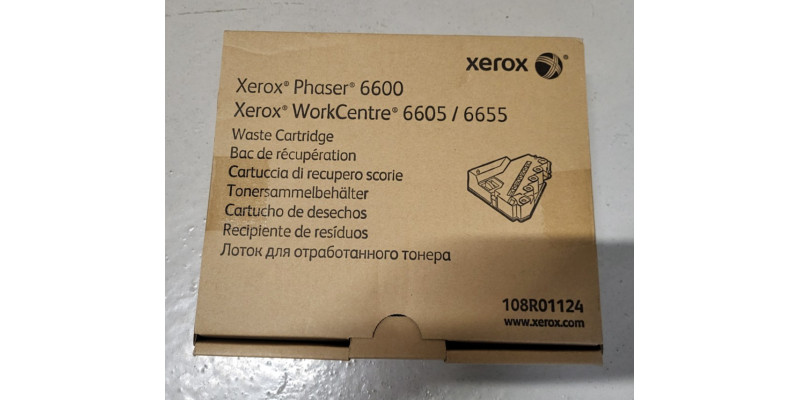 xerox
Xerox® Phaser® 6600
Xerox® WorkCentre® 6605 / 6655
Waste Cartridge
Bac de récupération
Cartuccia di recupero scorie
Tonersammelbehälter
Cartucho de desechos
Recipiente de resíduos
Лоток для отработанного тонера
108R01124
www.xerox.com